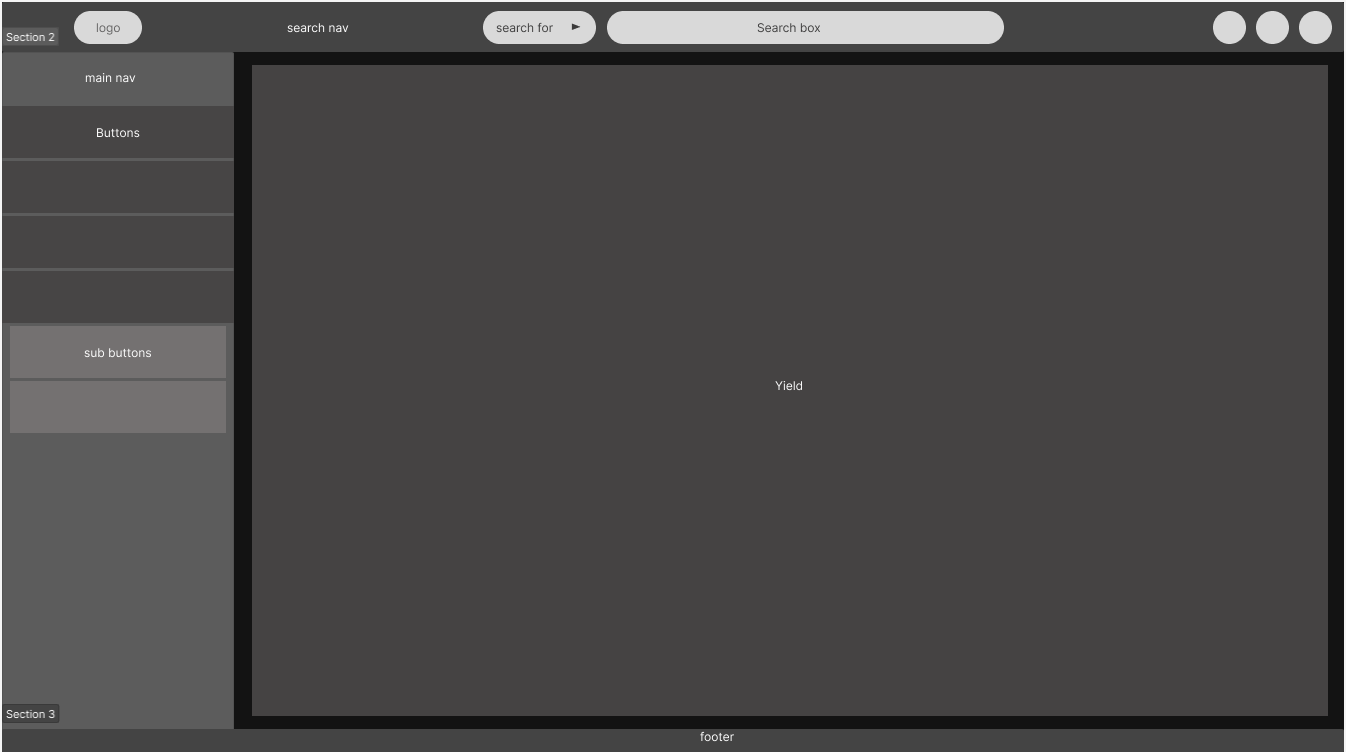 Section 2
logo
search nav
search for
Search box
main nav
Buttons
sub buttons
Yield
Section 3
footer